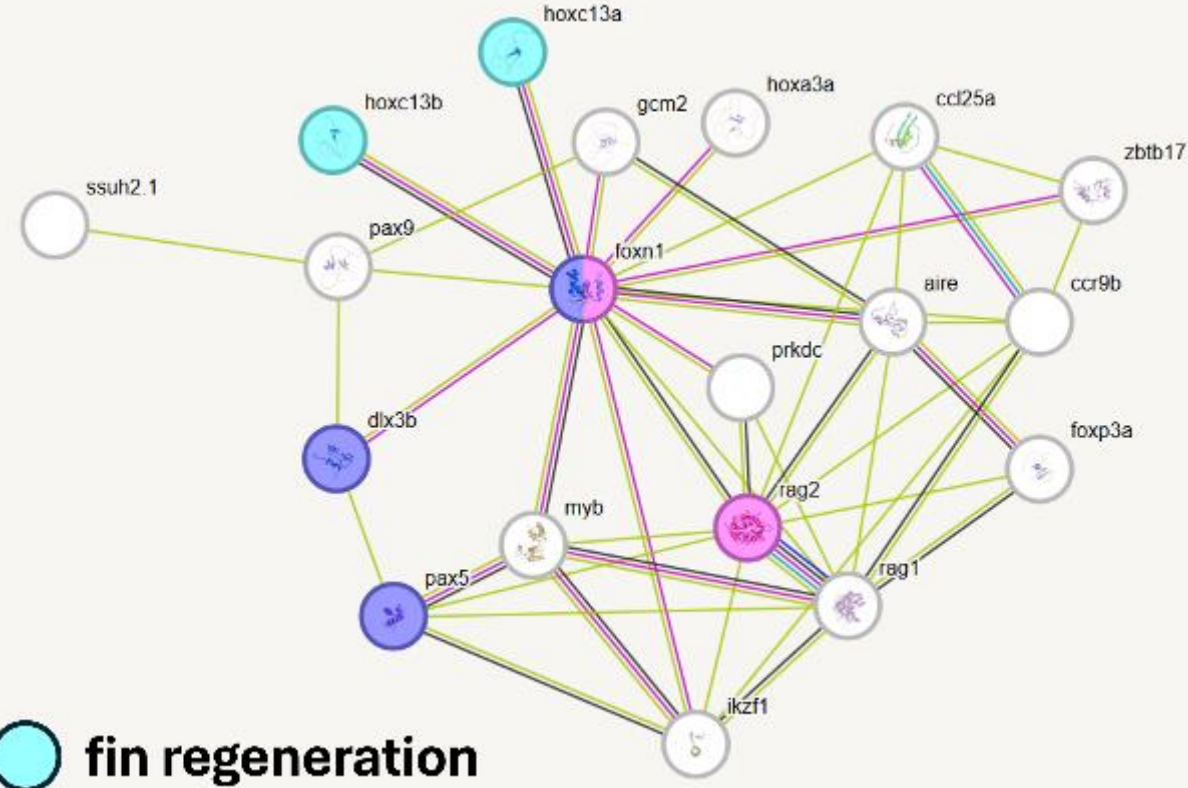 hoxc13a
hoxc13b
gcm2
hoxa3a
ccl25a
zbtb17
ssuh2.1
pax9
foxn1
aire
ccr9b
prkdc
dlx3b
foxp3a
rag2
myb
rag1
pax5
ikzf1
fin regeneration